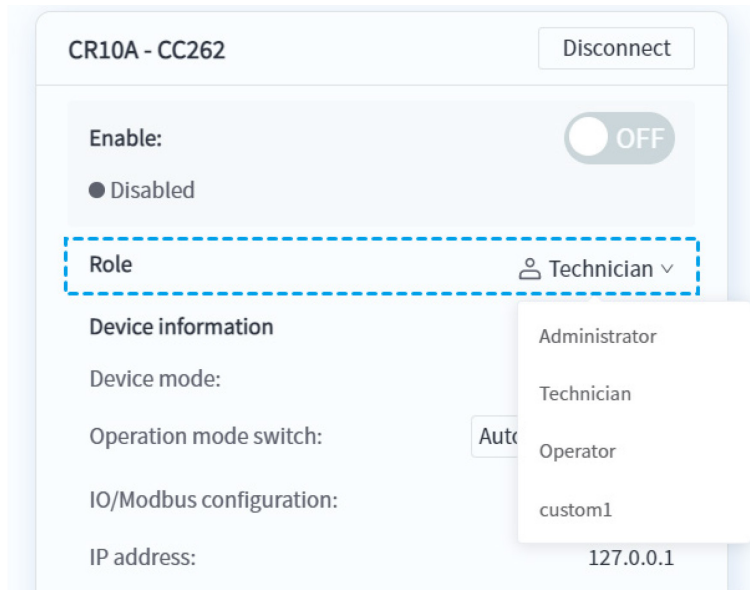 CR10A - CC262 Disconnect
Enable: OFF
Disabled
Role Technician
Device information
Administrator
Device mode:
Technician
Operation mode switch: Auto
Operator
IO/Modbus configuration:
custom1
IP address: 127.0.0.1